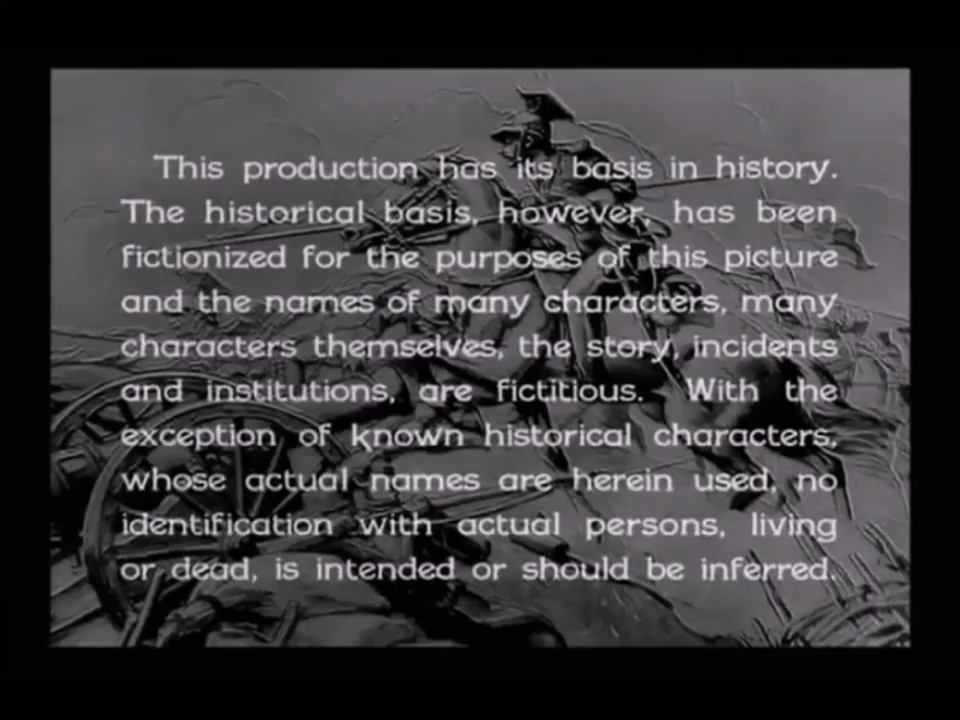 This production has its basis in history.
The historical basis, however, has been
fictionized for the purposes of this picture
and the names of many characters, many
characters themselves, the story, incidents
and institutions, are fictitious. With the
exception of known historical characters,
whose actual names are herein used, no
identification with actual persons, living
or dead, is intended or should be inferred.